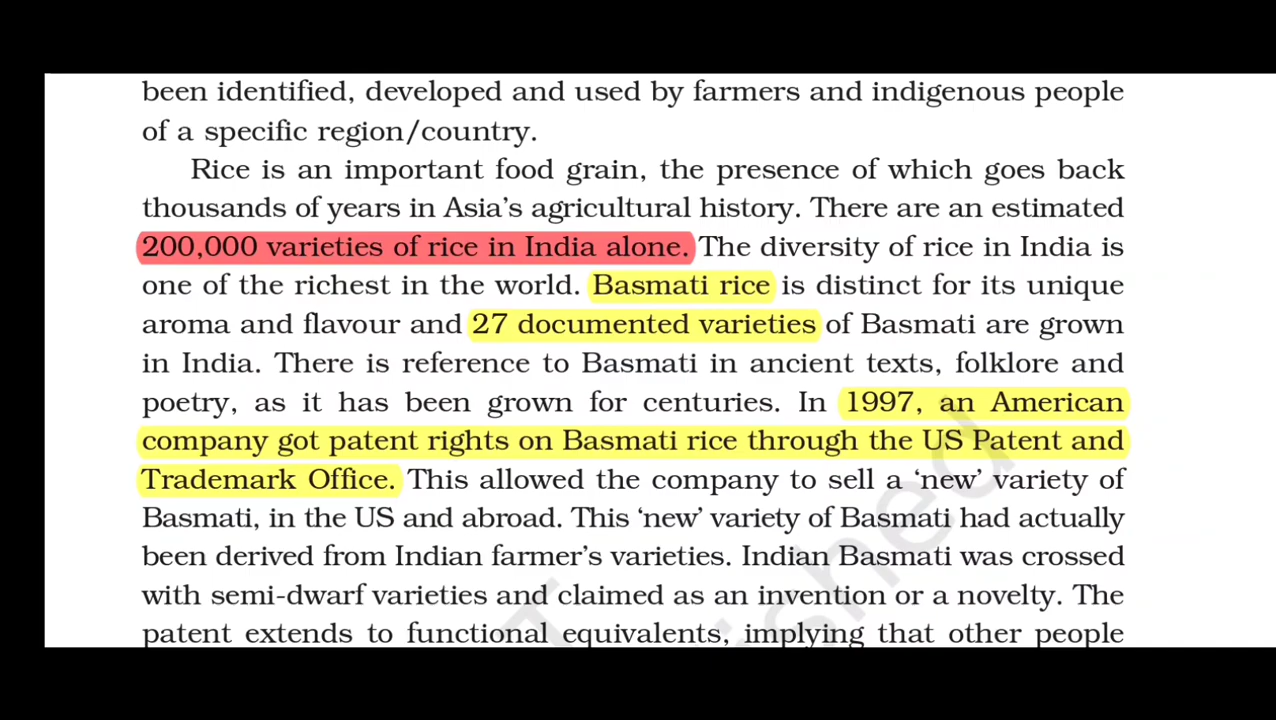 been identified, developed and used by farmers and indigenous people
of a specific region/country.
Rice is an important food grain, the presence of which goes back
thousands of years in Asia's agricultural history. There are an estimated
200,000 varieties of rice in India alone. The diversity of rice in India is
one of the richest in the world. Basmati rice is distinct for its unique
aroma and flavour and 27 documented varieties of Basmati are grown
in India. There is reference to Basmati in ancient texts, folklore and
poetry, as it has been grown for centuries. In 1997, an American
company got patent rights on Basmati rice through the US Patent and
Trademark Office. This allowed the company to sell a ‘new’ variety of
Basmati, in the US and abroad. This ‘new’ variety of Basmati had actually
been derived from Indian farmer’s varieties. Indian Basmati was crossed
with semi-dwarf varieties and claimed as an invention or a novelty. The
patent extends to functional equivalents, implying that other people